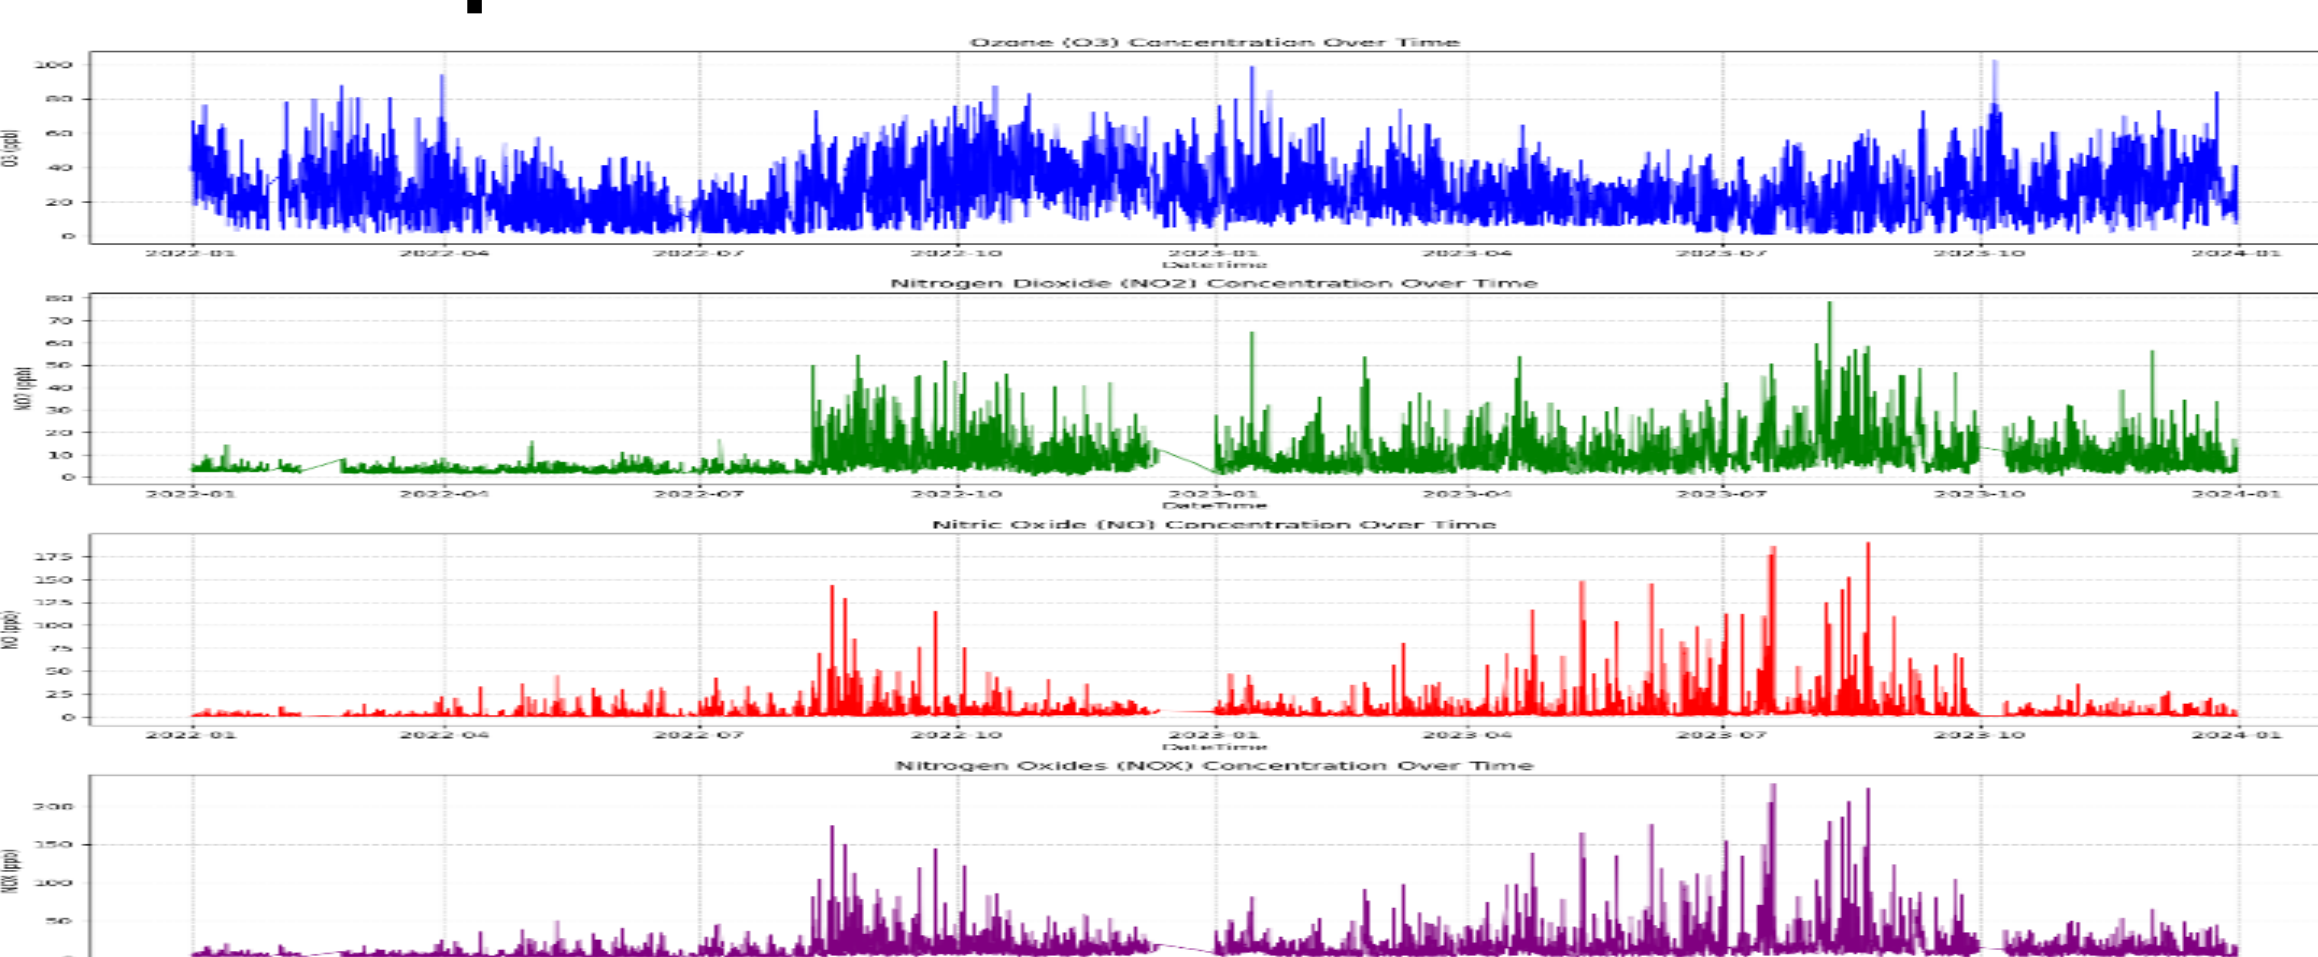 Ozone (O3) Concentration Over Time
100
80
60
40
20
0
O3 (ppb)
2022-01 2022-04 2022-07 2022-10 2023-01 2023-04 2023-07 2023-10 2024-01
DateTime
Nitrogen Dioxide (NO2) Concentration Over Time
80
70
60
50
40
30
20
10
0
NO2 (ppb)
2022-01 2022-04 2022-07 2022-10 2023-01 2023-04 2023-07 2023-10 2024-01
DateTime
Nitric Oxide (NO) Concentration Over Time
175
150
125
100
75
50
25
0
NO (ppb)
2022-01 2022-04 2022-07 2022-10 2023-01 2023-04 2023-07 2023-10 2024-01
DateTime
Nitrogen Oxides (NOX) Concentration Over Time
200
150
100
50
NOX (ppb)